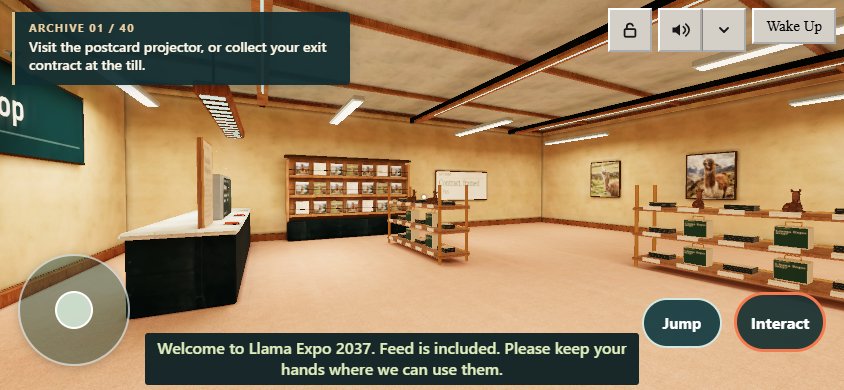 ARCHIVE 01 / 40
Visit the postcard projector, or collect your exit
contract at the till.
Wake Up
op
Jump
Interact
Welcome to Llama Expo 2037. Feed is included. Please keep your
hands where we can use them.